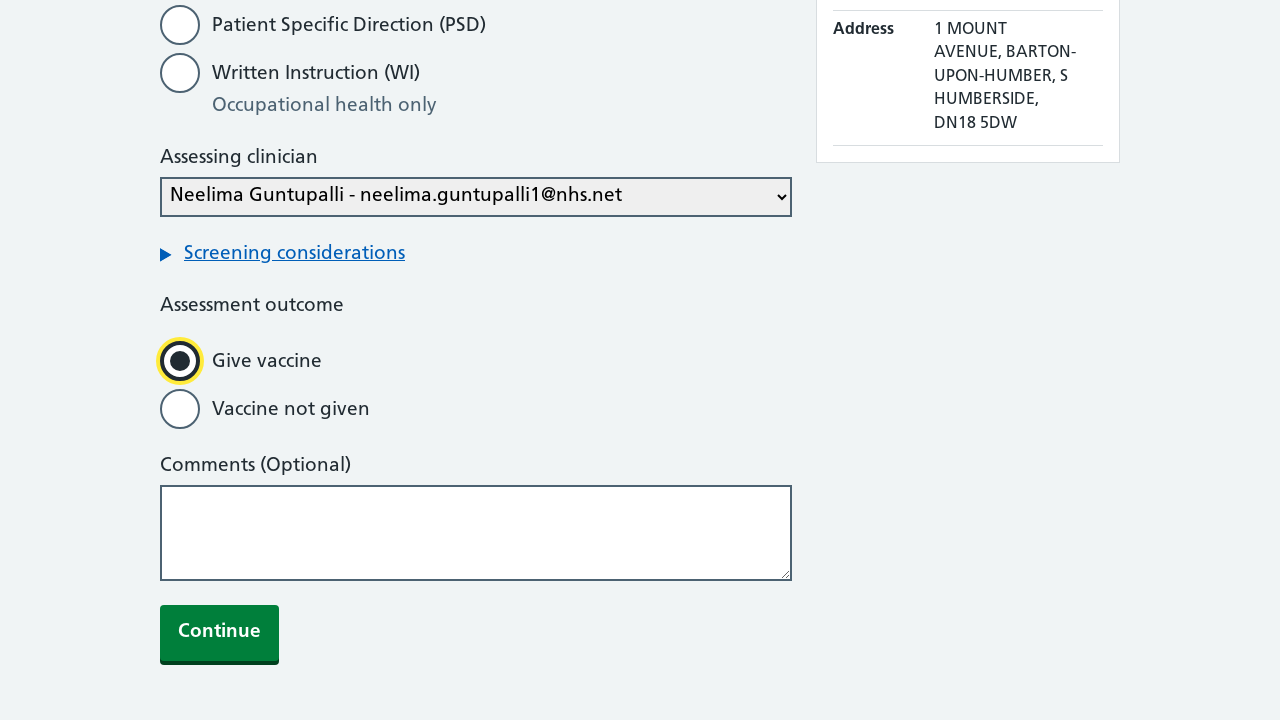 Patient Specific Direction (PSD)
Written Instruction (WI)
Occupational health only
Assessing clinician
Neelima Guntupalli - neelima.guntupalli1@nhs.net
Screening considerations
Assessment outcome
Give vaccine
Vaccine not given
Comments (Optional)
Continue
Address
1 MOUNT
AVENUE, BARTON-
UPON-HUMBER, S
HUMBERSIDE,
DN18 5DW